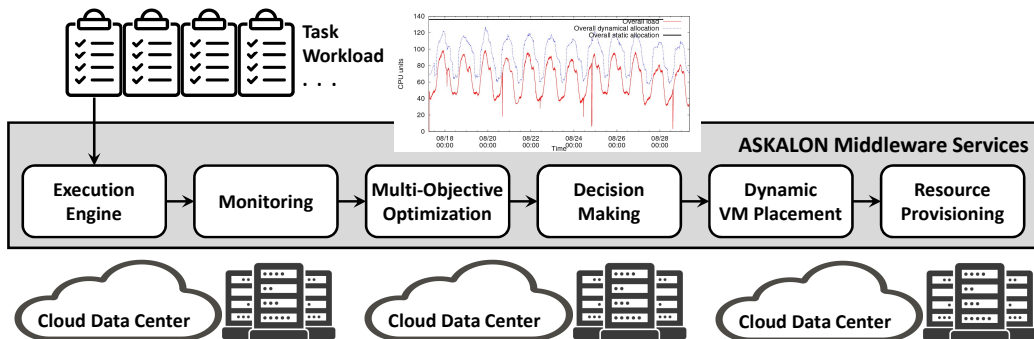 Task
Workload
. . .
Overall load
Overall dynamical allocation
Overall static allocation
CPU units
140
120
100
80
60
40
20
0
08/18
00:00
08/20
00:00
08/22
00:00
08/24
00:00
08/26
00:00
08/28
00:00
Time
ASKALON Middleware Services
Execution
Engine
Monitoring
Multi-Objective
Optimization
Decision
Making
Dynamic
VM Placement
Resource
Provisioning
Cloud Data Center
Cloud Data Center
Cloud Data Center